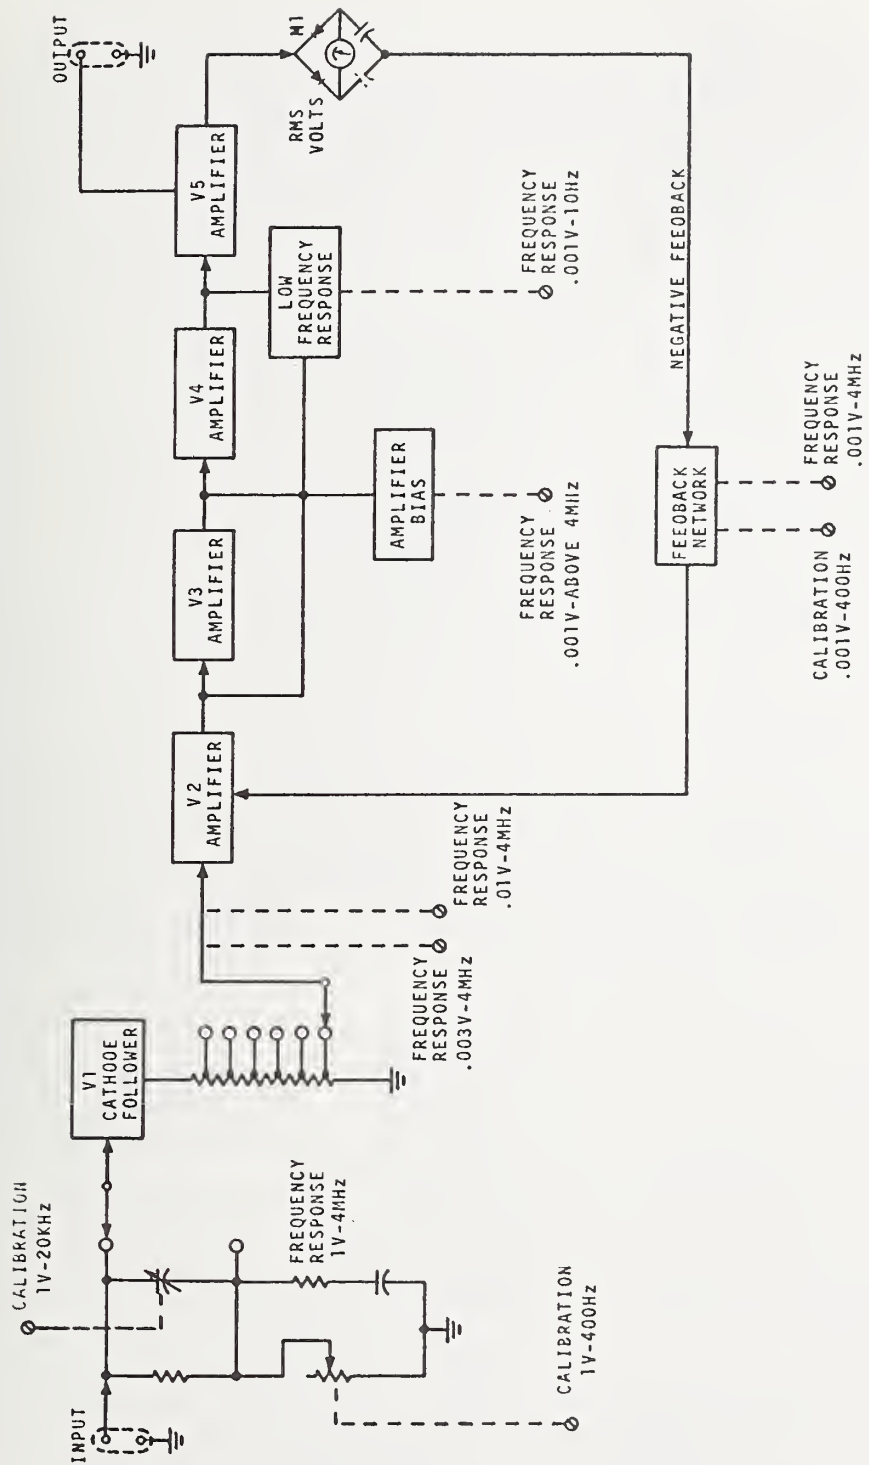 INPUT
CALIBRATION
1V-20KHz
FREQUENCY
RESPONSE
1V-4MHz
CALIBRATION
1V-400Hz
V1
CATHODE
FOLLOWER
FREQUENCY
RESPONSE
.003V-4MHz
FREQUENCY
RESPONSE
.01V-4MHz
V2
AMPLIFIER
V3
AMPLIFIER
V4
AMPLIFIER
V5
AMPLIFIER
OUTPUT
M1
RMS
VOLTS
LOW
FREQUENCY
RESPONSE
FREQUENCY
RESPONSE
.001V-10Hz
AMPLIFIER
BIAS
FREQUENCY
RESPONSE
.001V-ABOVE 4MHz
NEGATIVE FEEDBACK
FEEOBACK
NETWORK
CALIBRATION
.001V-400Hz
FREQUENCY
RESPONSE
.001V-4MHz